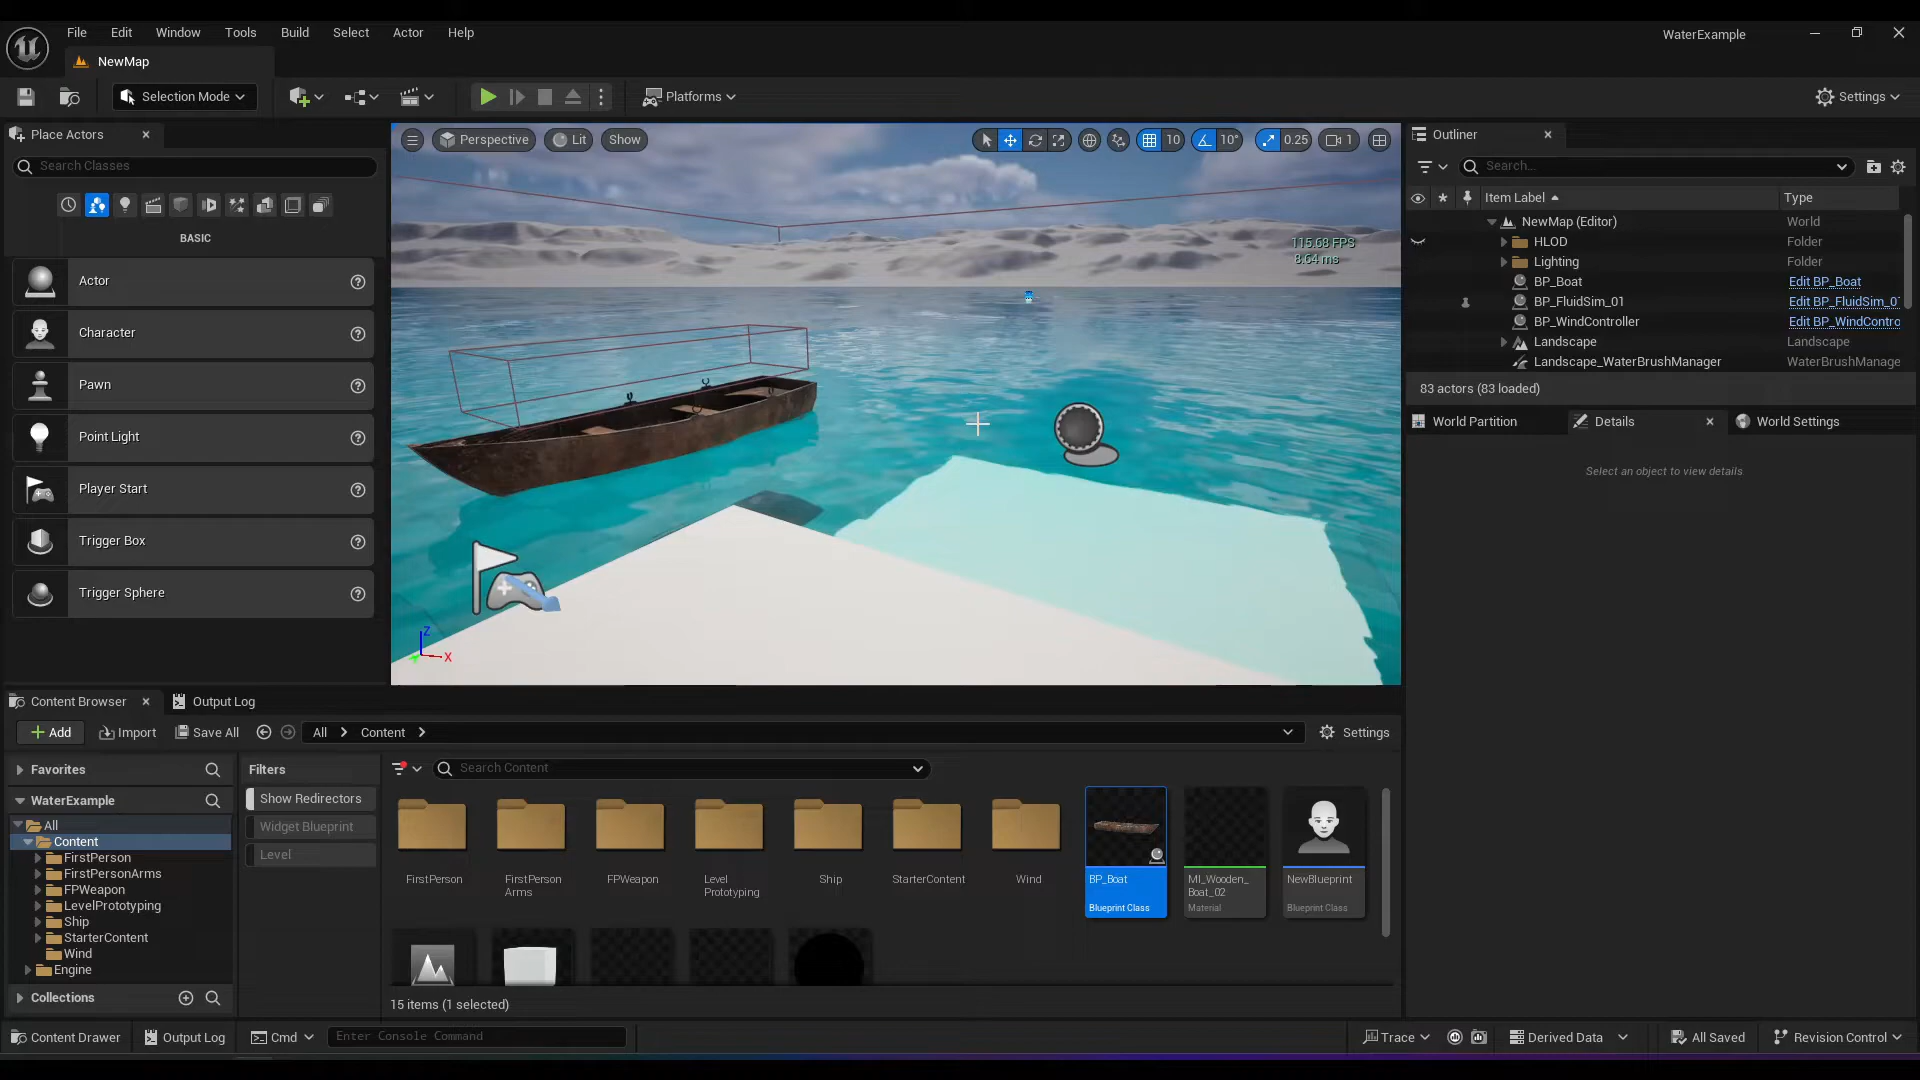 File Edit Window Tools Build Select Actor Help
WaterExample
NewMap
Selection Mode
Platforms
Settings
Place Actors
Search Classes
BASIC
Actor
Character
Pawn
Point Light
Player Start
Trigger Box
Trigger Sphere
Perspective Lit Show
10 10° 0.25 1
115.68 FPS
8.64 ms
Z
X
Outliner
Search...
Item Label Type
NewMap (Editor) World
HLOD Folder
Lighting Folder
BP_Boat Edit BP_Boat
BP_FluidSim_01 Edit BP_FluidSim_0
BP_WindController Edit BP_WindContro
Landscape Landscape
Landscape_WaterBrushManager WaterBrushManage
83 actors (83 loaded)
World Partition Details World Settings
Select an object to view details
Content Browser Output Log
Add Import Save All All Content Settings
Favorites
WaterExample
All
Content
FirstPerson
FirstPersonArms
FPWeapon
LevelPrototyping
Ship
StarterContent
Wind
Engine
Collections
Filters
Show Redirectors
Widget Blueprint
Level
Search Content
FirstPerson
FirstPerson
Arms
FPWeapon
Level
Prototyping
Ship
StarterContent
Wind
BP_Boat
Blueprint Class
MI_Wooden_
Boat_02
Material
NewBlueprint
Blueprint Class
15 items (1 selected)
Content Drawer Output Log Cmd Enter Console Command
Trace Derived Data All Saved Revision Control